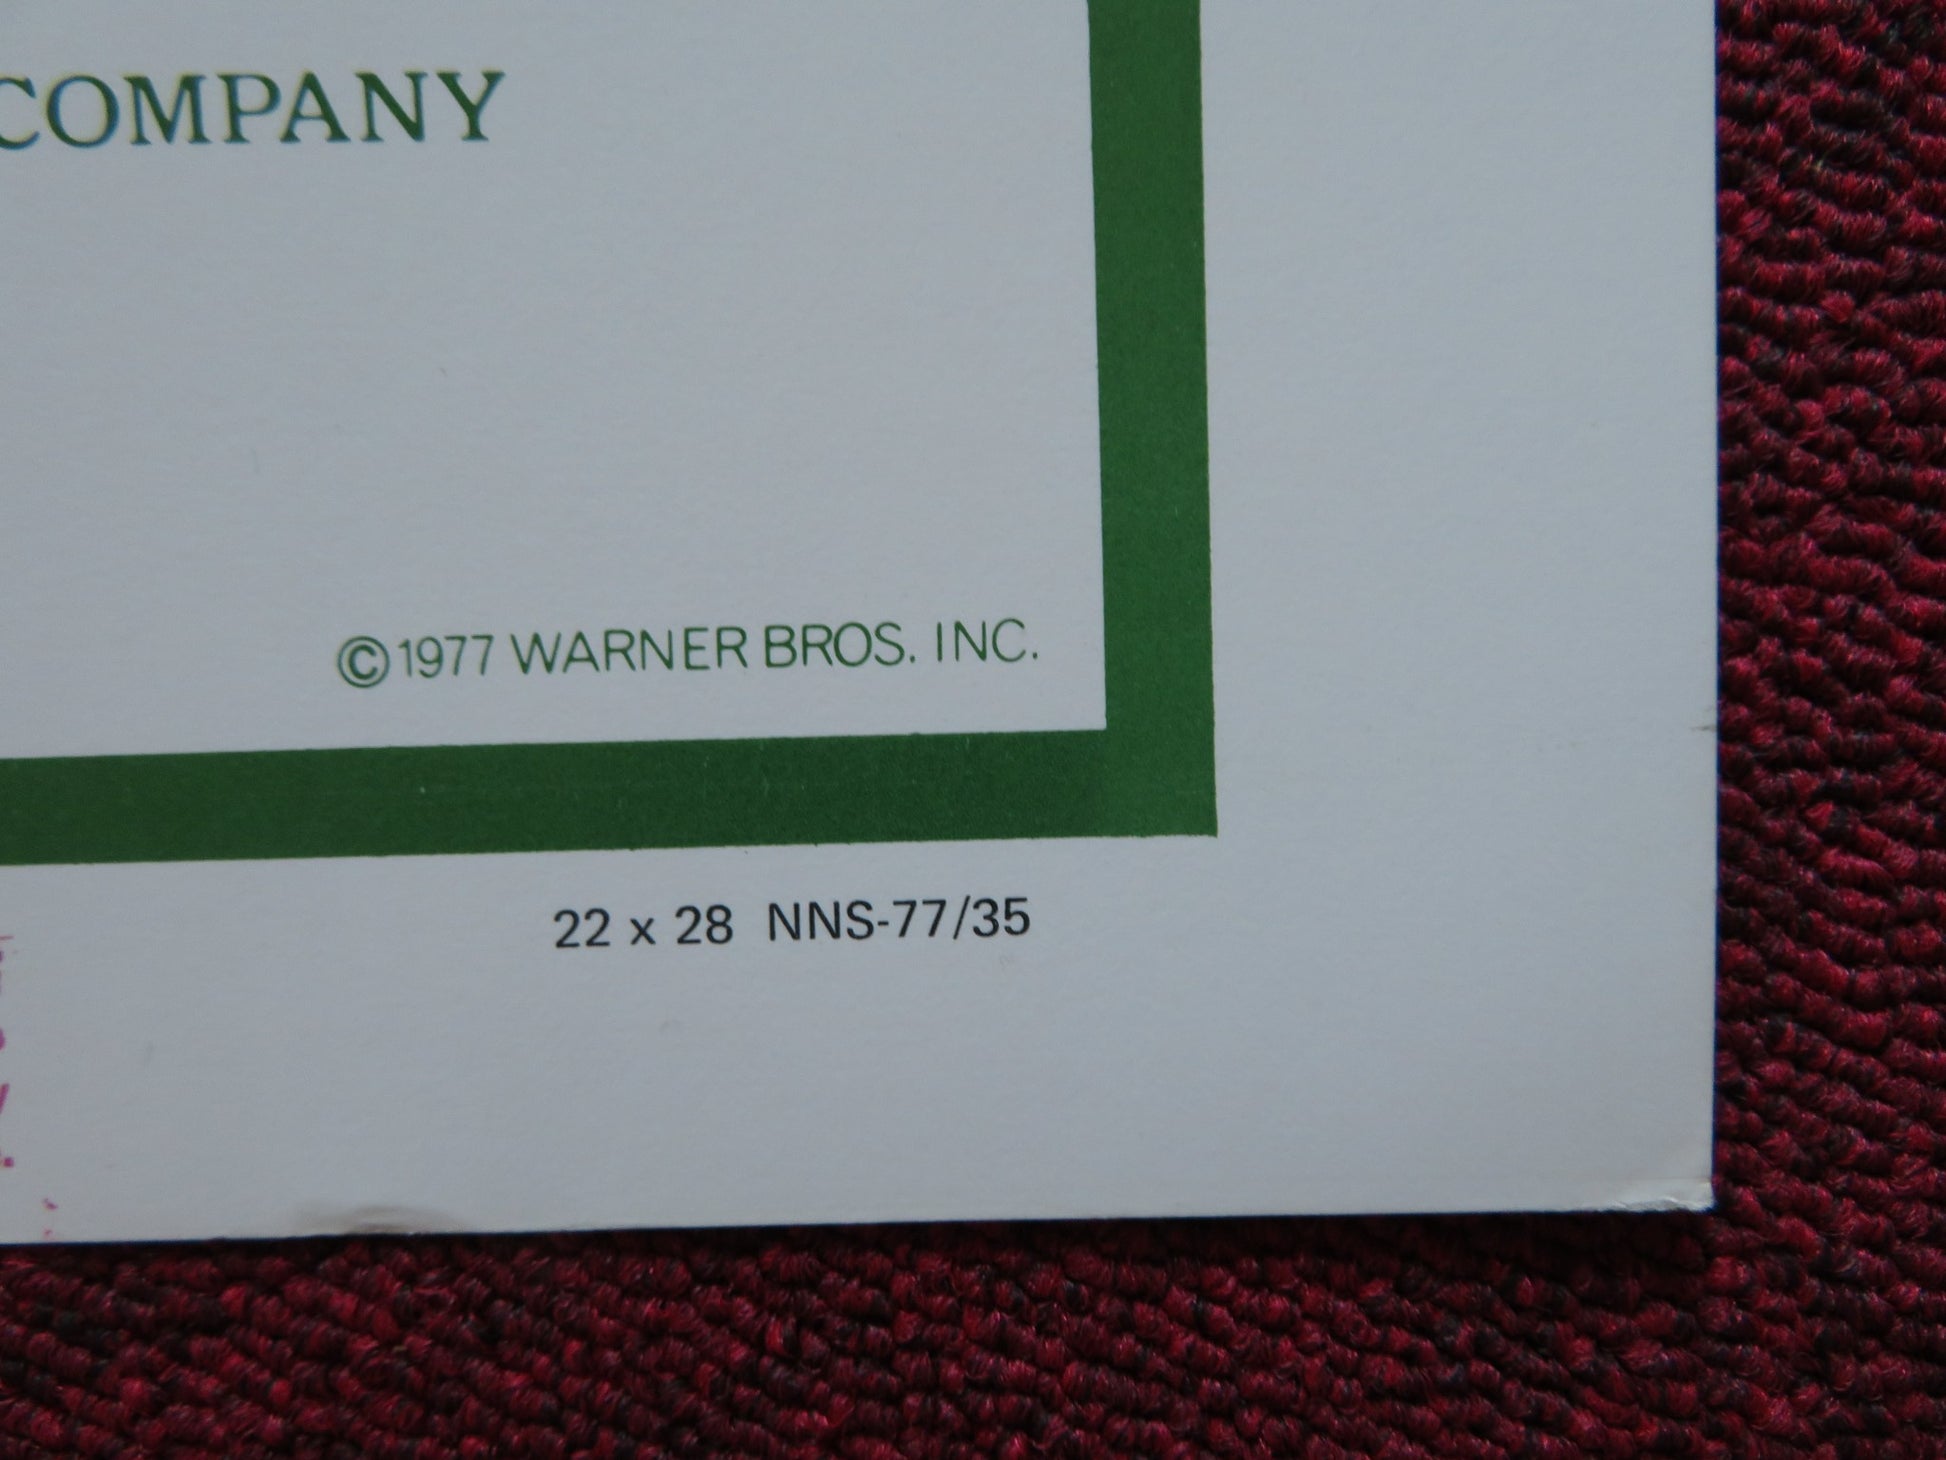 COMPANY
©1977 WARNER BROS. INC.
22 x 28 NNS-77/35